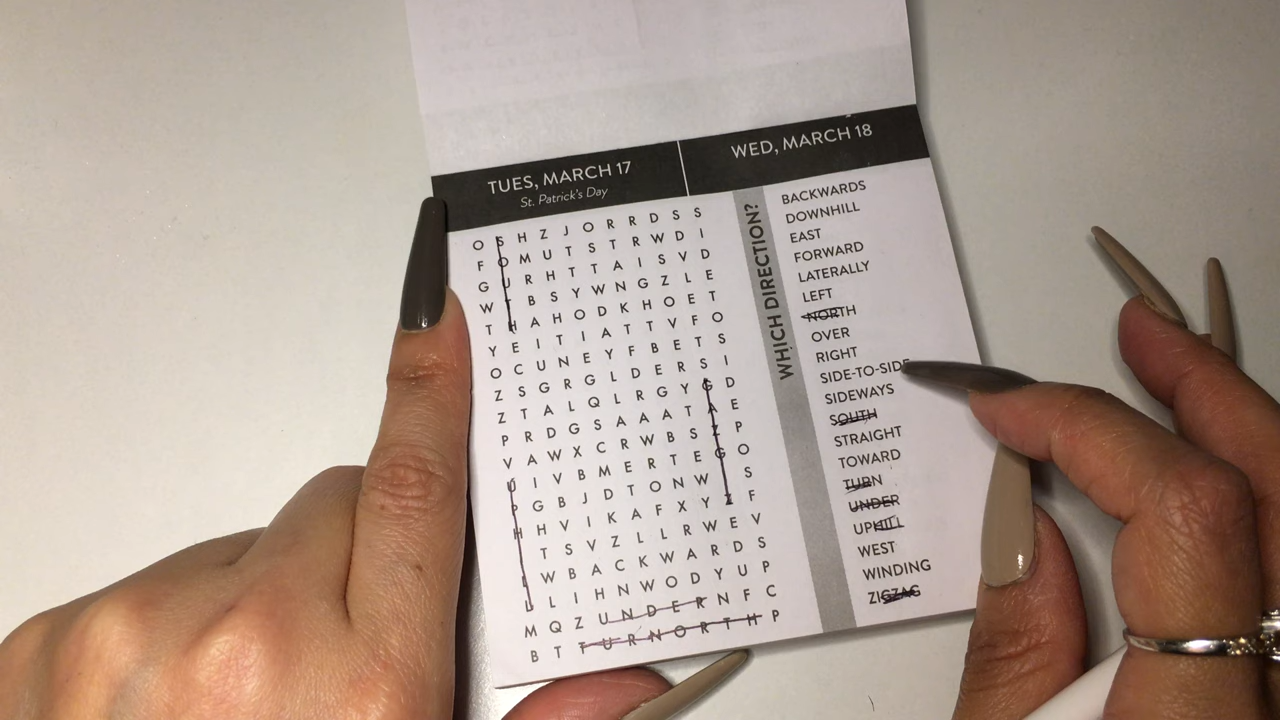 TUES, MARCH 17
St. Patrick's Day
WED, MARCH 18
O S H Z J O R R D S S
F O M U T S T R W D I
G U R H T T A I S V D
W T B S Y W N G Z L E
T H A H O D K H O E T
Y E I T I A T T V F O
O C U N E Y F B E T S
Z S G R G L D E R S I
Z T A L Q L R G Y G D
P R D G S A A A T A E
V A W X C R W B S Z P
U I V B M E R T E G O
P G B J D T O N W I S
H H V I K A F X Y Z F
I T S V Z L L R W E V
L W B A C K W A R D S
L L I H N W O D Y U P
M Q Z U N D E R N F C
B T T U R N O R T H P
WHICH DIRECTION?
BACKWARDS
DOWNHILL
EAST
FORWARD
LATERALLY
LEFT
NORTH
OVER
RIGHT
SIDE-TO-SIDE
SIDEWAYS
SOUTH
STRAIGHT
TOWARD
TURN
UNDER
UPHILL
WEST
WINDING
ZIGZAG